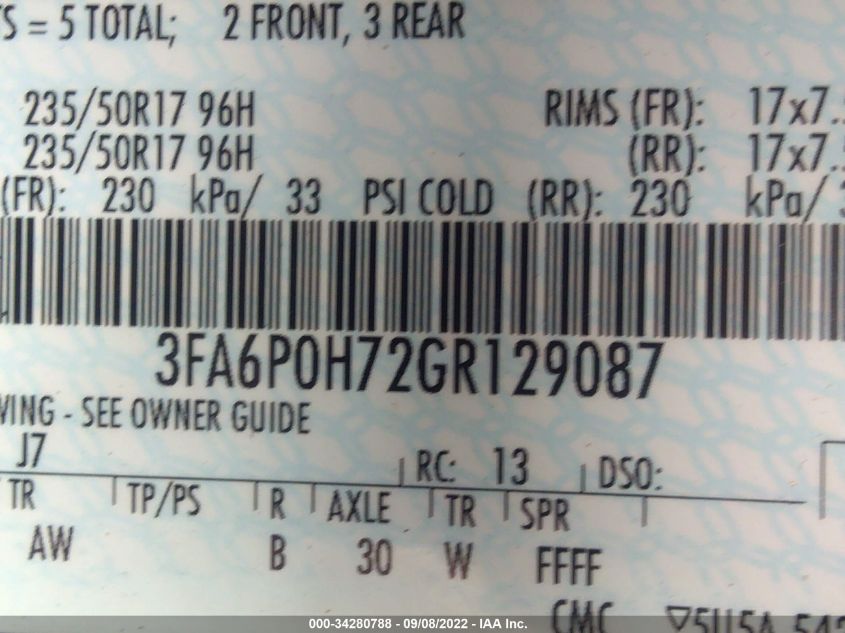 = 5 TOTAL; 2 FRONT, 3 REAR
235/50R17 96H RIMS (FR): 17x7.
235/50R17 96H (RR): 17x7.
(FR): 230 kPa/ 33 PSI COLD (RR): 230 kPa/
3FA6P0H72GR129087
- SEE OWNER GUIDE
J7 RC: 13 DSO:
TR TP/PS R AXLE TR SPR
AW B 30 W FFFF
CMC
000-34280788 - 09/08/2022 - IAA Inc.